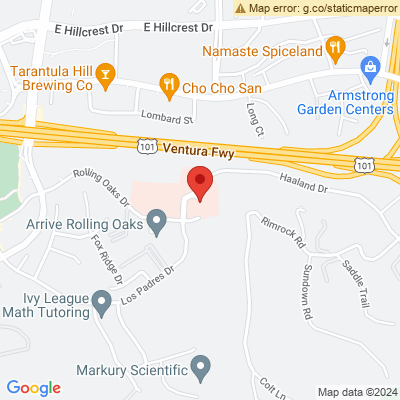 Map error: g.co/staticmaperror
E Hillcrest Dr
E Hillcrest Dr
Namaste Spiceland
Tarantula Hill
Brewing Co
Cho Cho San
Armstrong
Garden Centers
Lombard St
Long Ct
101
Ventura Fwy
101
Rolling Oaks Dr
Haaland Dr
Arrive Rolling Oaks
Rimrock Rd
Fox Ridge Dr
Saddle Trail
Sundown Rd
Los Padres Dr
Ivy League
Math Tutoring
Markury Scientific
Colt Ln
Google
Map data ©2024